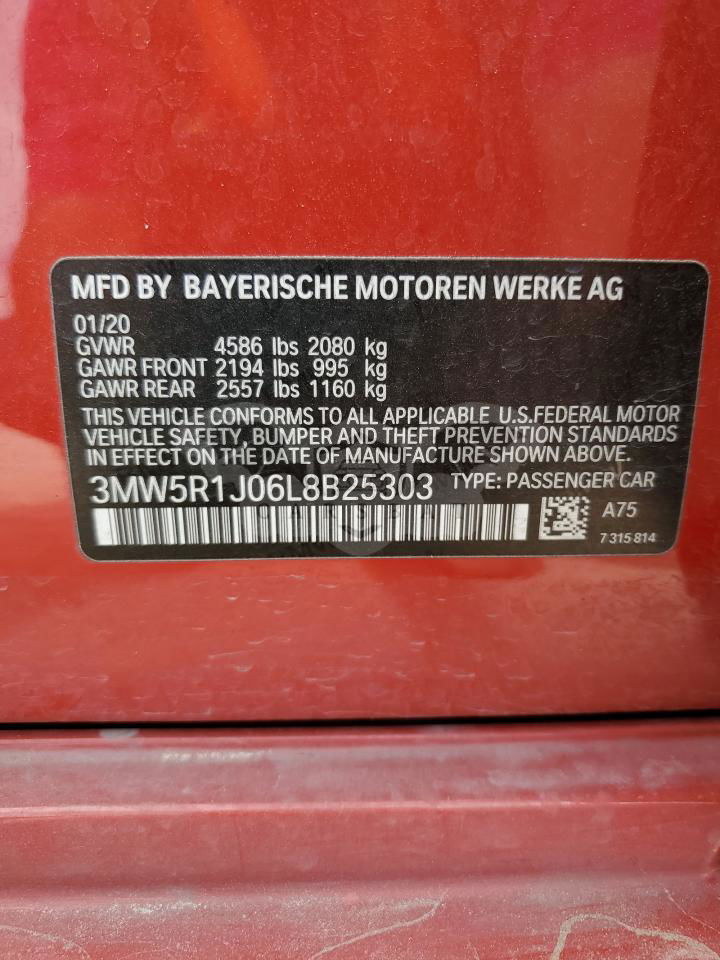 MFD BY BAYERISCHE MOTOREN WERKE AG
01/20
GVWR 4586 lbs 2080 kg
GAWR FRONT 2194 lbs 995 kg
GAWR REAR 2557 lbs 1160 kg
THIS VEHICLE CONFORMS TO ALL APPLICABLE U.S.FEDERAL MOTOR
VEHICLE SAFETY, BUMPER AND THEFT PREVENTION STANDARDS
IN EFFECT ON THE DATE OF MANUFACTURE SHOWN ABOVE.
3MW5R1J06L8B25303 TYPE: PASSENGER CAR
A75
7 315 814